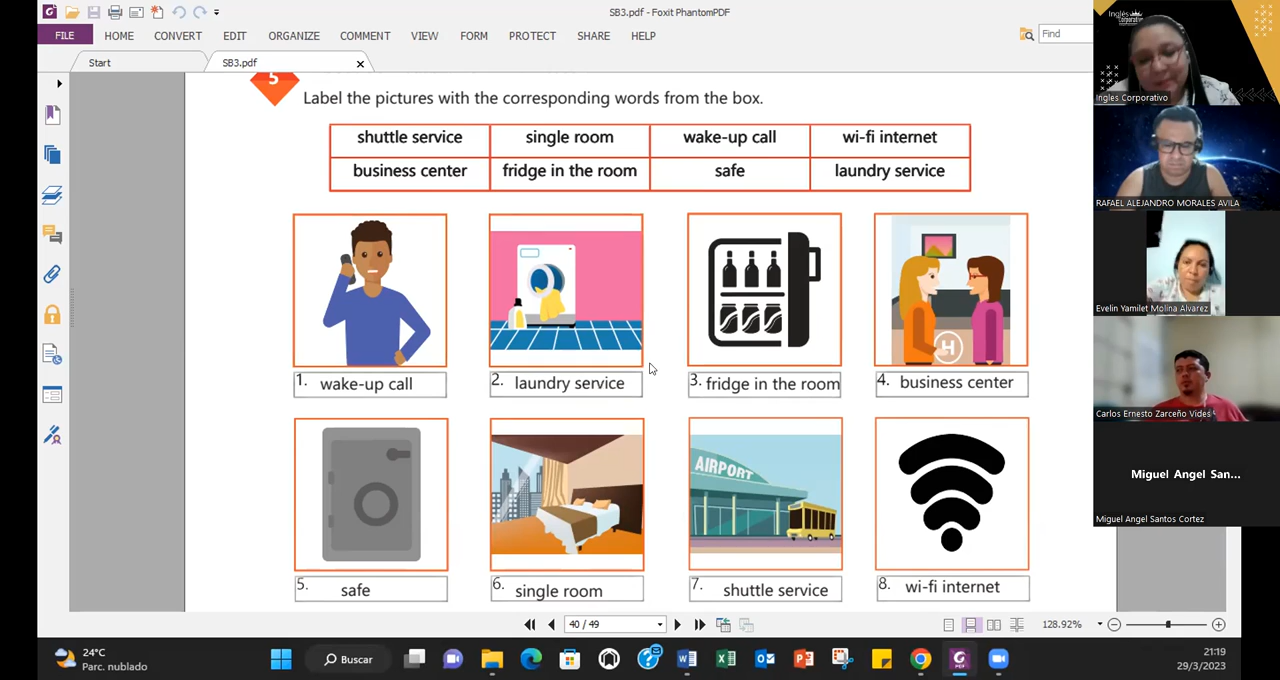 SB3.pdf - Foxit PhantomPDF
FILE HOME CONVERT EDIT ORGANIZE COMMENT VIEW FORM PROTECT SHARE HELP
Find
Start SB3.pdf
5
Label the pictures with the corresponding words from the box.
shuttle service single room wake-up call wi-fi internet
business center fridge in the room safe laundry service
H
1. wake-up call 2. laundry service 3. fridge in the room 4. business center
AIRPORT
5. safe 6. single room 7. shuttle service 8. wi-fi internet
40 / 49
128.92%
Inglés
Corporativo
Ingles Corporativo
RAFAEL ALEJANDRO MORALES AVILA
Evelin Yamilet Molina Alvarez
Carlos Ernesto Zarceño Vides
Miguel Angel San...
Miguel Angel Santos Cortez
24°C
Parc. nublado
Buscar
21:19
29/3/2023